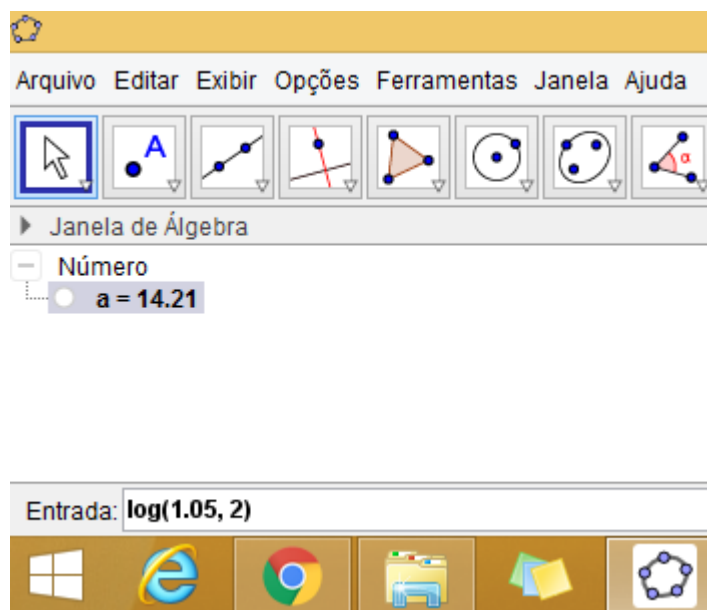 Arquivo Editar Exibir Opções Ferramentas Janela Ajuda
A
α
Janela de Álgebra
Número
a = 14.21
Entrada: log(1.05, 2)